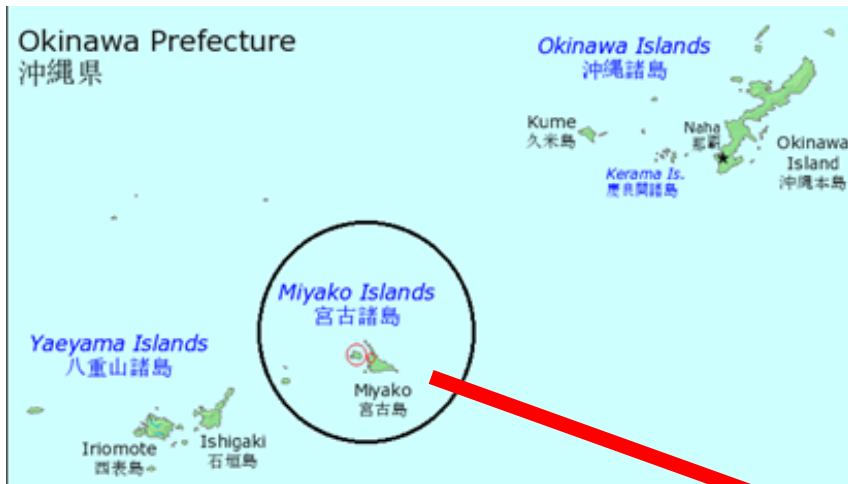 Okinawa Prefecture
沖縄県
Okinawa Islands
沖縄諸島
Kume
久米島
Naha
那覇
Okinawa
Island
沖縄本島
Kerama Is.
慶良間諸島
Miyako Islands
宮古諸島
Yaeyama Islands
八重山諸島
Miyako
宮古島
Ishigaki
石垣島
Iriomote
西表島